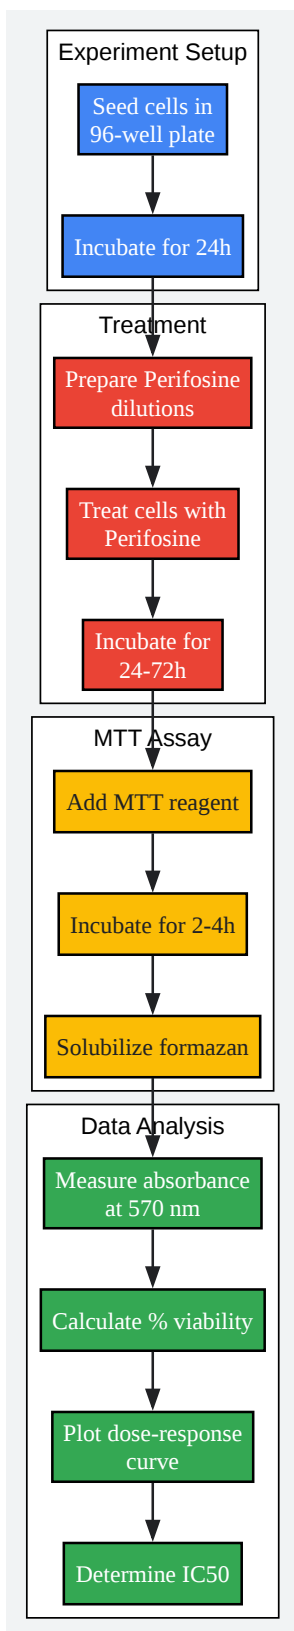 Experiment Setup
Seed cells in
96-well plate
Incubate for 24h
Treatment
Prepare Perifosine
dilutions
Treat cells with
Perifosine
Incubate for
24-72h
MTT Assay
Add MTT reagent
Incubate for 2-4h
Solubilize formazan
Data Analysis
Measure absorbance
at 570 nm
Calculate % viability
Plot dose-response
curve
Determine IC50